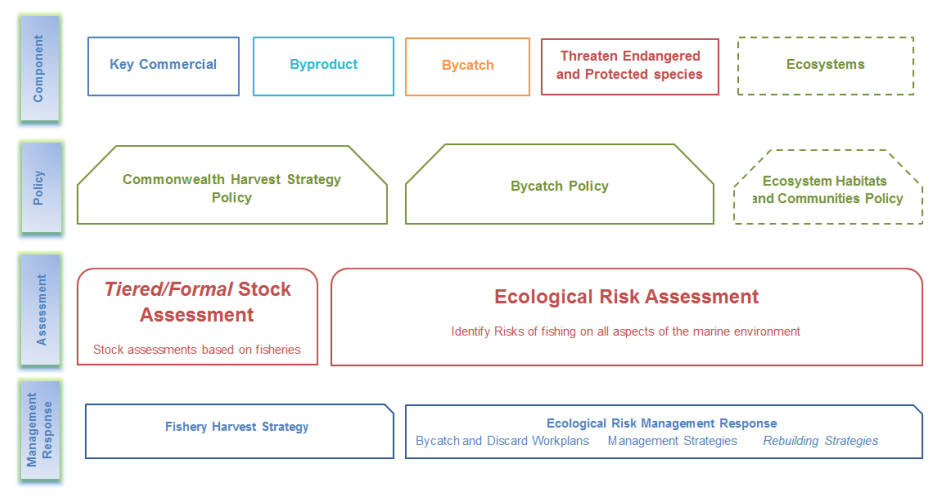 Component
Key Commercial
Byproduct
Bycatch
Threaten Endangered
and Protected species
Ecosystems
Policy
Commonwealth Harvest Strategy
Policy
Bycatch Policy
Ecosystem Habitats
and Communities Policy
Assessment
Tiered/Formal Stock
Assessment
Stock assessments based on fisheries
Ecological Risk Assessment
Identify Risks of fishing on all aspects of the marine environment
Management
Response
Fishery Harvest Strategy
Ecological Risk Management Response
Bycatch and Discard Workplans Management Strategies Rebuilding Strategies